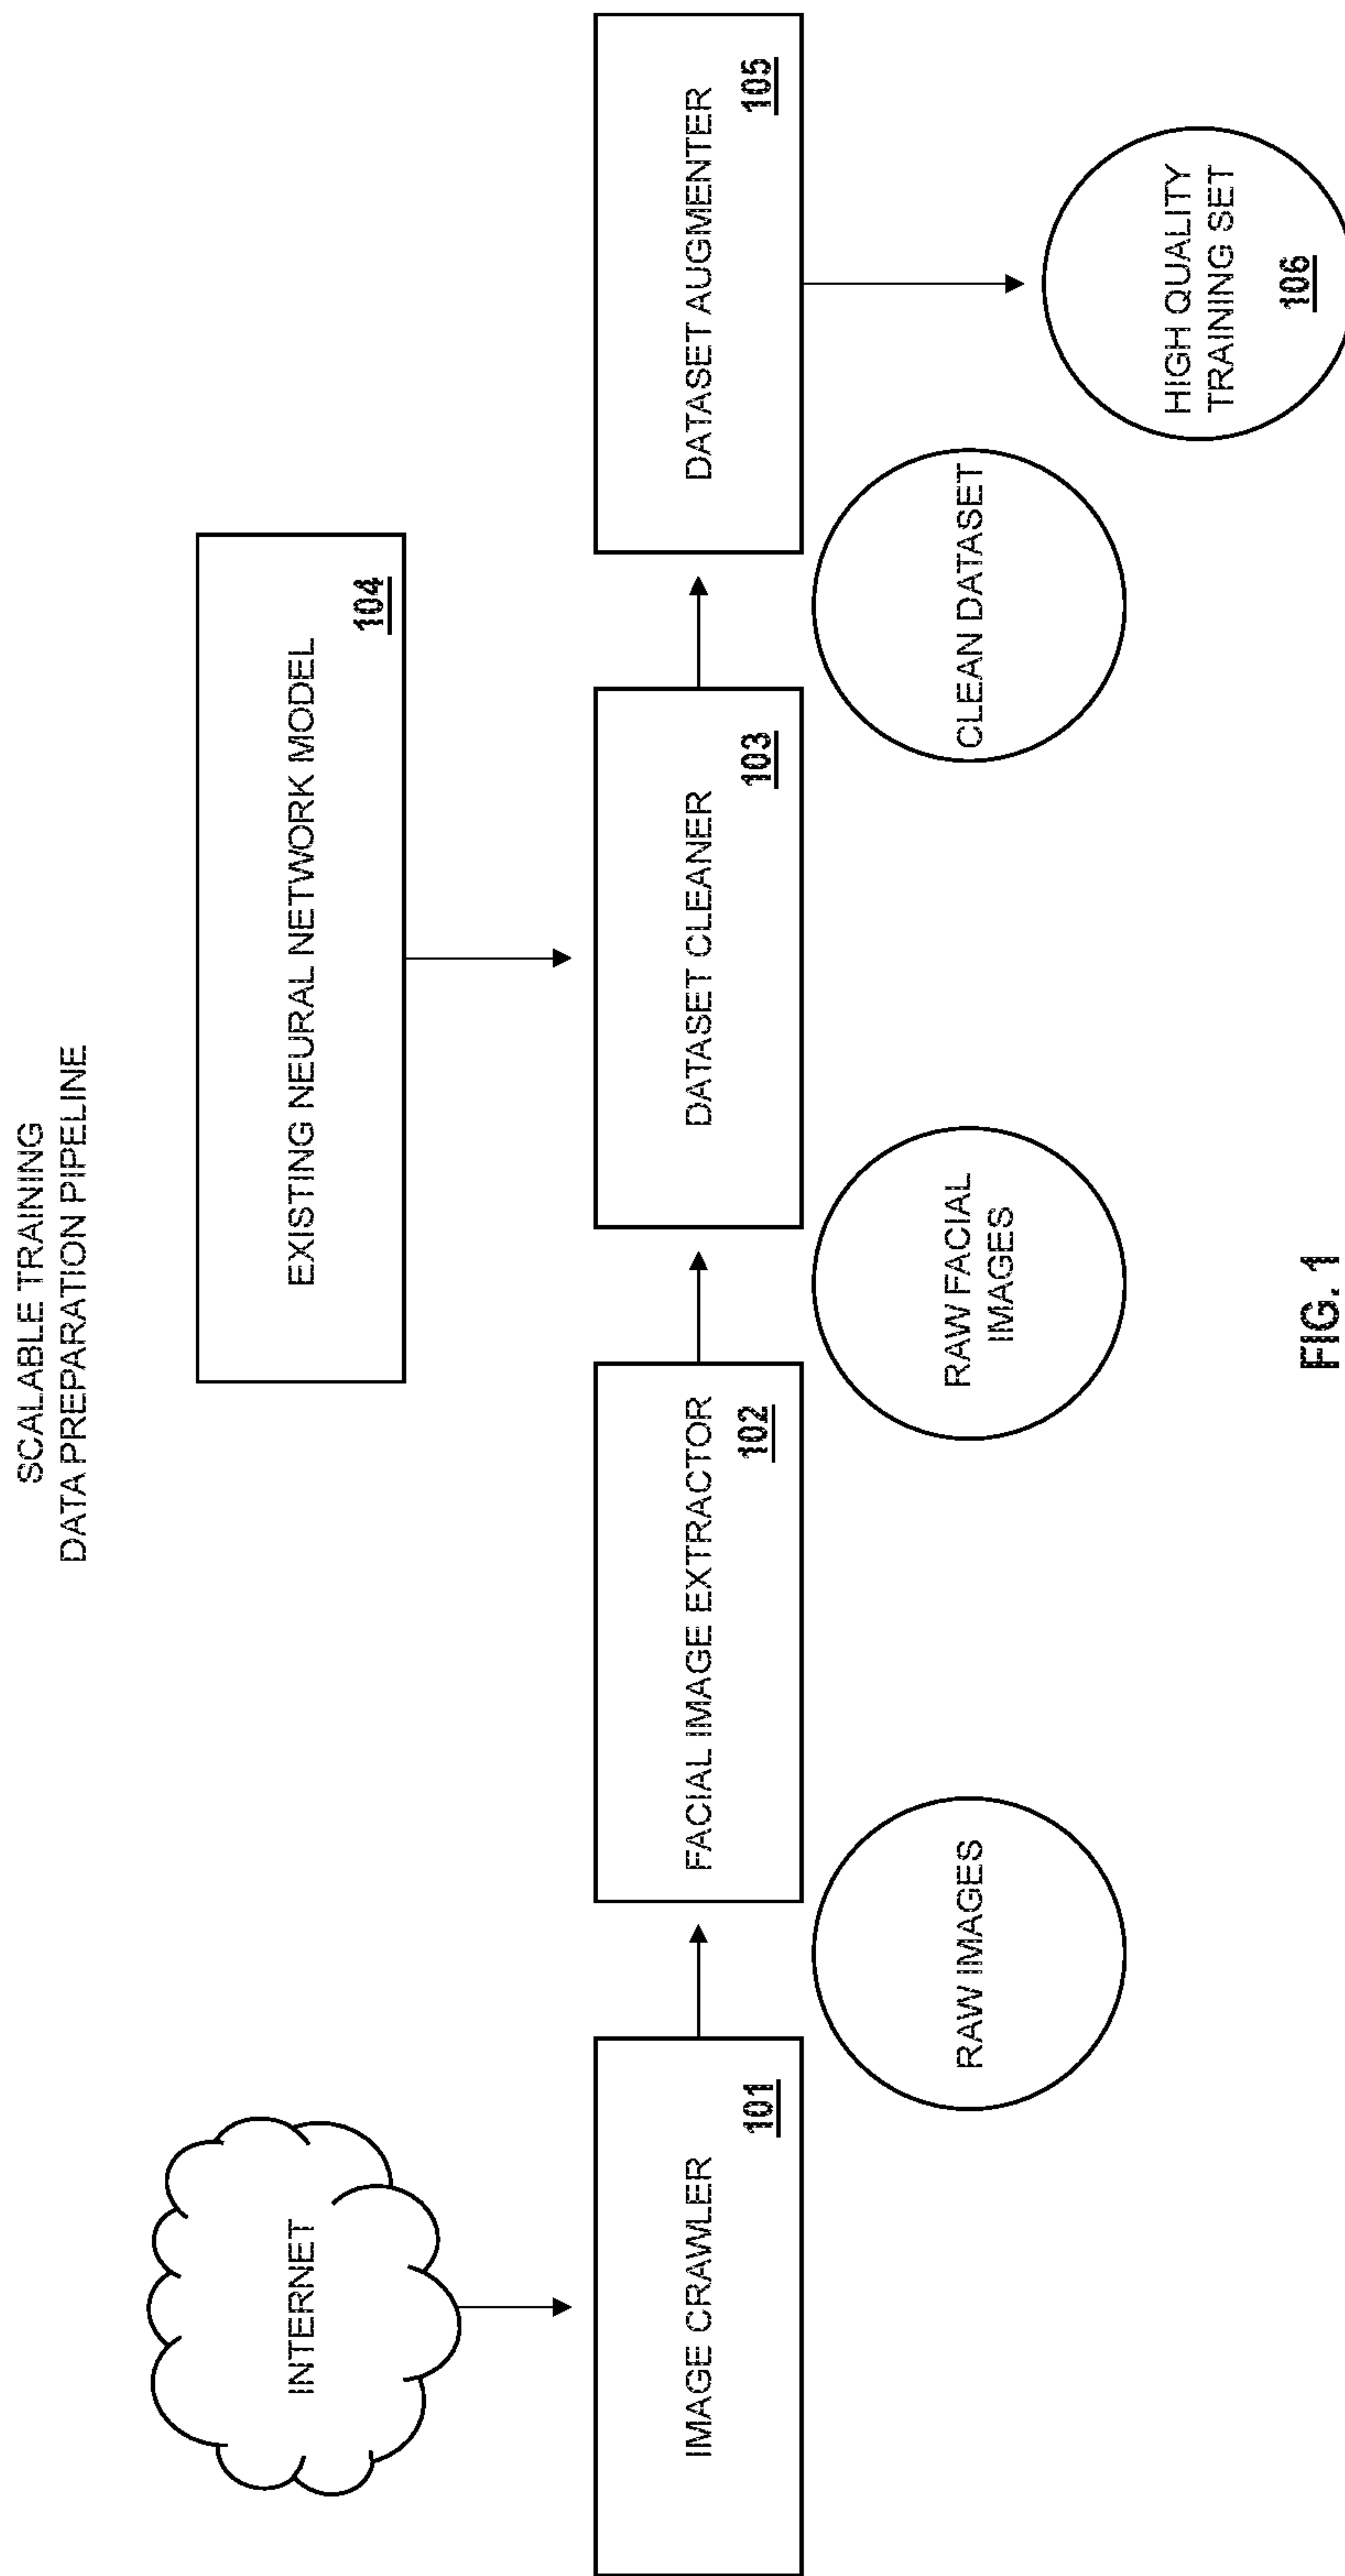 SCALABLE TRAINING
DATA PREPARATION PIPELINE
INTERNET
EXISTING NEURAL NETWORK MODEL
104
IMAGE CRAWLER
101
FACIAL IMAGE EXTRACTOR
102
DATASET CLEANER
103
DATASET AUGMENTER
105
RAW IMAGES
RAW FACIAL
IMAGES
CLEAN DATASET
HIGH QUALITY
TRAINING SET
106
FIG. 1